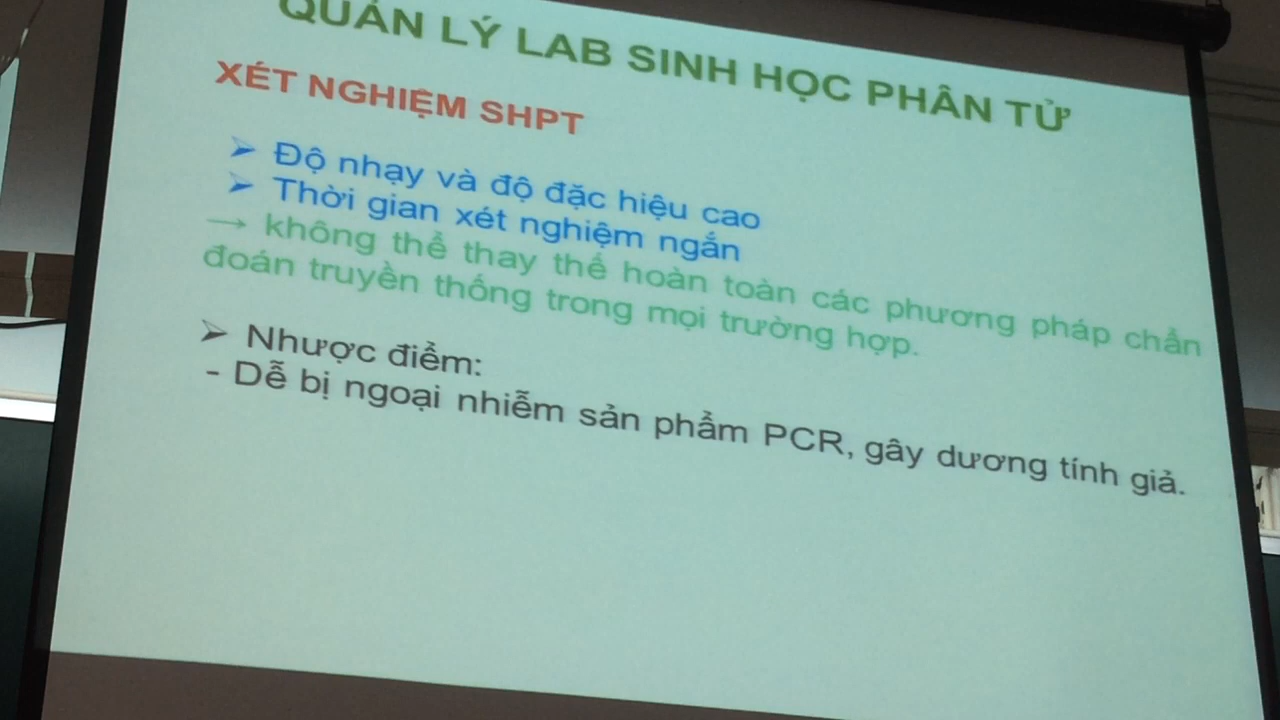 QUẢN LÝ LAB SINH HỌC PHÂN TỬ
XÉT NGHIỆM SHPT
➢ Độ nhạy và độ đặc hiệu cao
➢ Thời gian xét nghiệm ngắn
→ không thể thay thế hoàn toàn các phương pháp chẩn
đoán truyền thống trong mọi trường hợp.
➢ Nhược điểm:
- Dễ bị ngoại nhiễm sản phẩm PCR, gây dương tính giả.